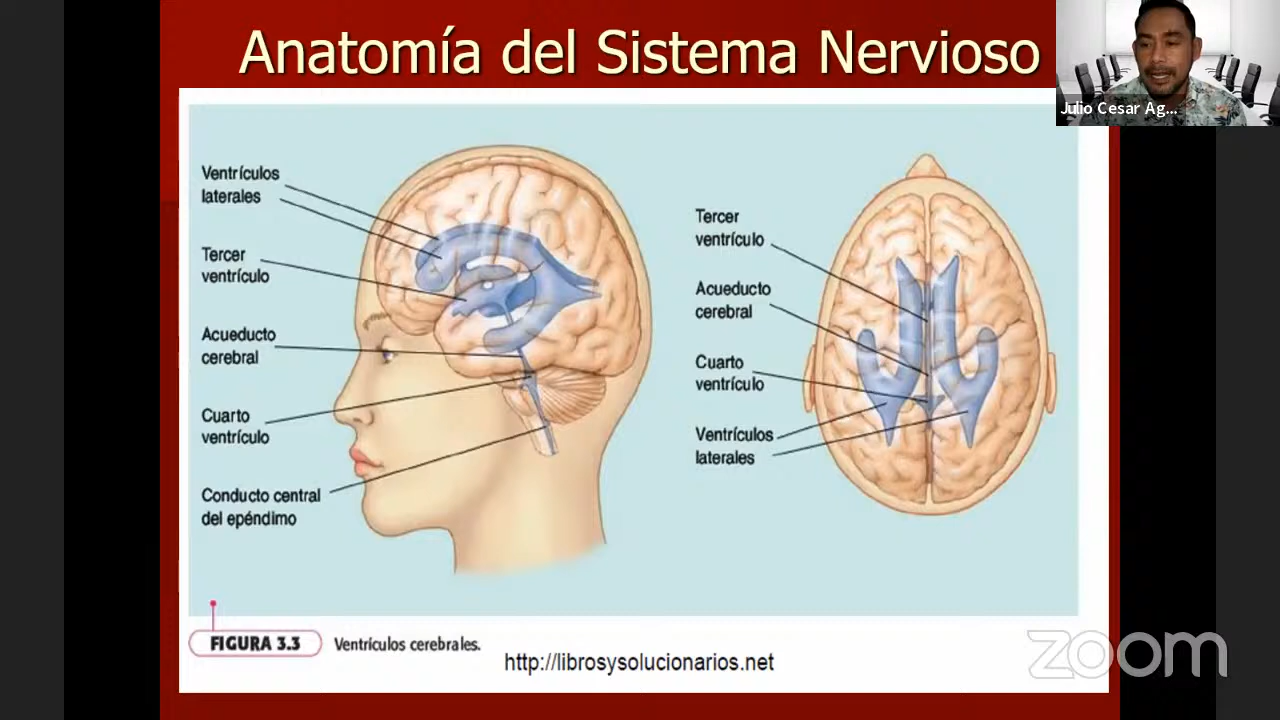 Anatomía del Sistema Nervioso
Julio Cesar Ag...
Ventrículos
laterales
Tercer
ventrículo
Acueducto
cerebral
Cuarto
ventrículo
Conducto central
del epéndimo
Tercer
ventrículo
Acueducto
cerebral
Cuarto
ventrículo
Ventrículos
laterales
FIGURA 3.3 Ventrículos cerebrales.
http://librosysolucionarios.net
zoom